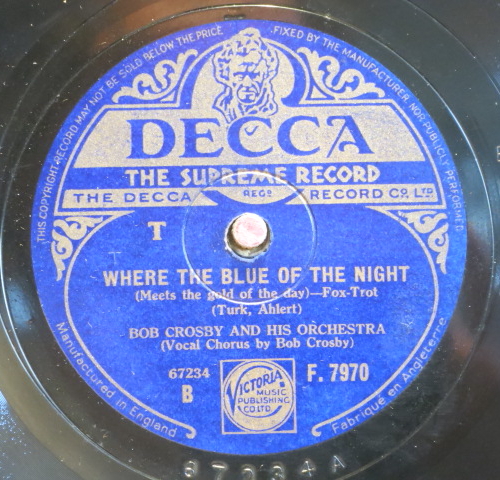 THIS COPYRIGHT RECORD MAY NOT BE SOLD BELOW THE PRICE FIXED BY THE MANUFACTURER, NOR PUBLICLY PERFORMED
DECCA
THE SUPREME RECORD
THE DECCA REGD RECORD CO. LTD.
T
WHERE THE BLUE OF THE NIGHT
(Meets the gold of the day)—Fox-Trot
(Turk, Ahlert)
BOB CROSBY AND HIS ORCHESTRA
(Vocal Chorus by Bob Crosby)
67234
B
VICTORIA
MUSIC
PUBLISHING
CO. LTD.
F. 7970
Manufactured in England
Fabriqué en Angleterre
67234A